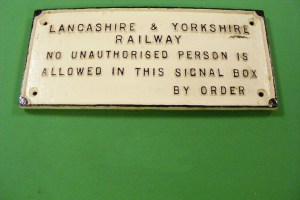 LANCASHIRE & YORKSHIRE
RAILWAY
NO UNAUTHORISED PERSON IS
ALLOWED IN THIS SIGNAL BOX
BY ORDER